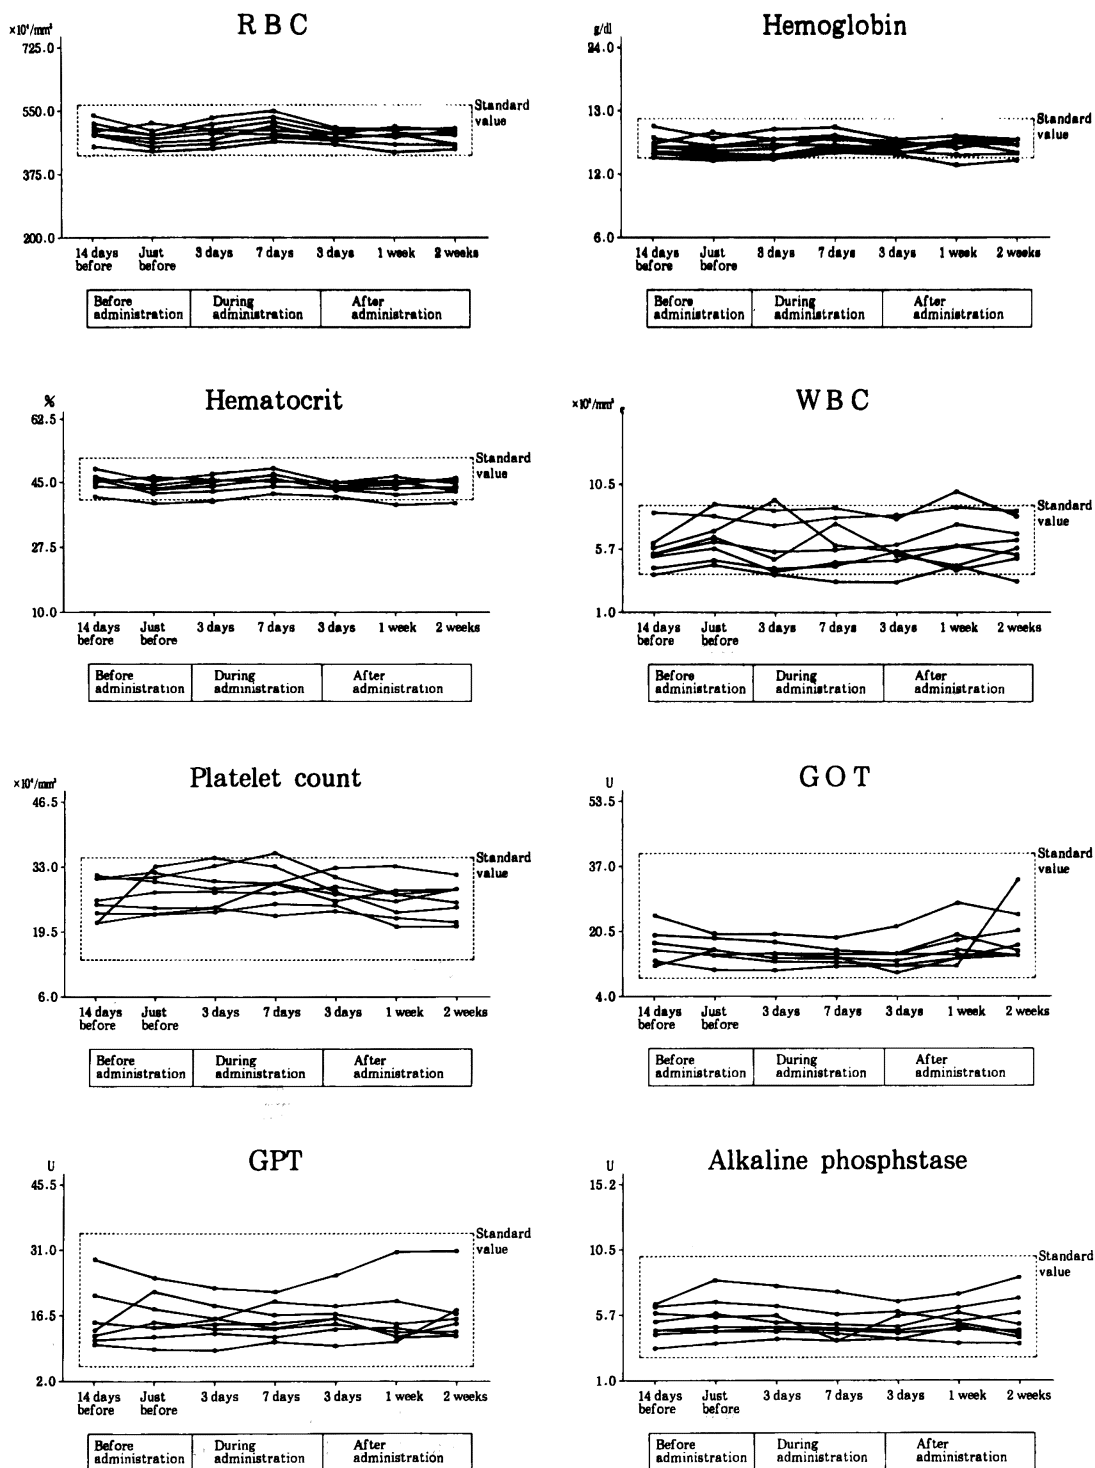 R B C
×10⁴/mm³
725.0
550.0
375.0
200.0
Standard
value
14 days
before
Just
before
3 days
7 days
3 days
1 week
2 weeks
Before
administration
During
administration
After
administration
Hemoglobin
g/dl
24.0
13.0
12.0
6.0
Standard
value
14 days
before
Just
before
3 days
7 days
3 days
1 week
2 weeks
Before
administration
During
administration
After
administration
Hematocrit
%
62.5
45.0
27.5
10.0
Standard
value
14 days
before
Just
before
3 days
7 days
3 days
1 week
2 weeks
Before
administration
During
administration
After
administration
W B C
×10³/mm³
10.5
5.7
1.0
Standard
value
14 days
before
Just
before
3 days
7 days
3 days
1 week
2 weeks
Before
administration
During
administration
After
administration
Platelet count
×10⁴/mm³
46.5
33.0
19.5
6.0
Standard
value
14 days
before
Just
before
3 days
7 days
3 days
1 week
2 weeks
Before
administration
During
administration
After
administration
G O T
U
53.5
37.0
20.5
4.0
Standard
value
14 days
before
Just
before
3 days
7 days
3 days
1 week
2 weeks
Before
administration
During
administration
After
administration
GPT
U
45.5
31.0
16.5
2.0
Standard
value
14 days
before
Just
before
3 days
7 days
3 days
1 week
2 weeks
Before
administration
During
administration
After
administration
Alkaline phosphstase
U
15.2
10.5
5.7
1.0
Standard
value
14 days
before
Just
before
3 days
7 days
3 days
1 week
2 weeks
Before
administration
During
administration
After
administration